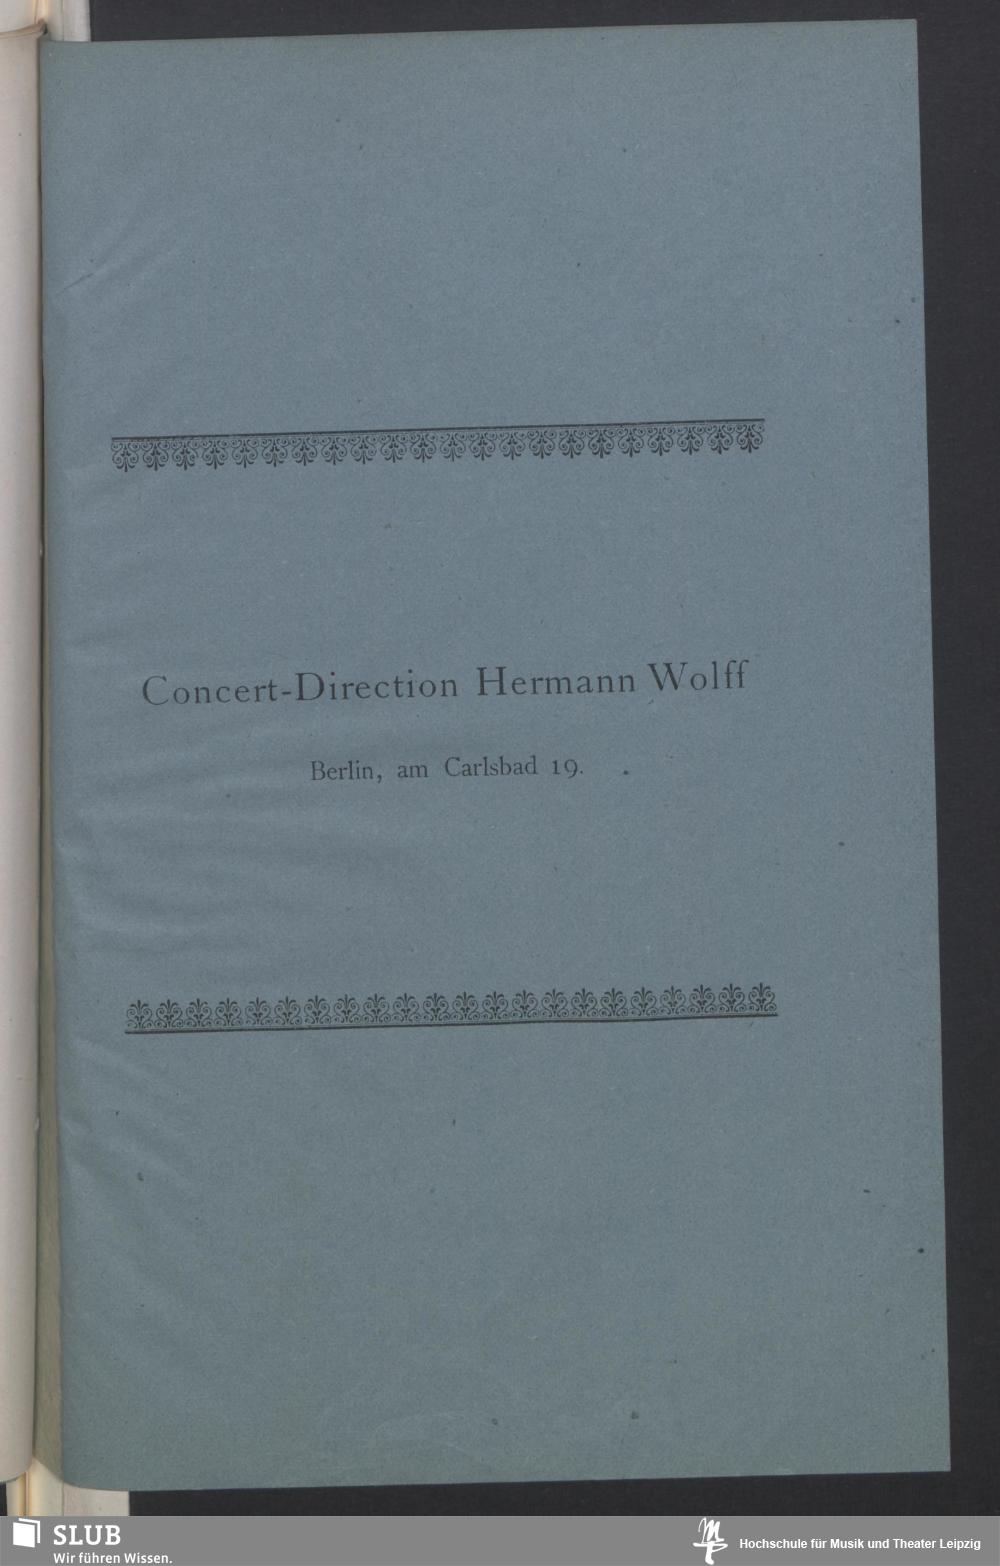 Concert-Direction Hermann Wolff
Berlin, am Carlsbad 19.
SLUB
Wir führen Wissen.
Hochschule für Musik und Theater Leipzig